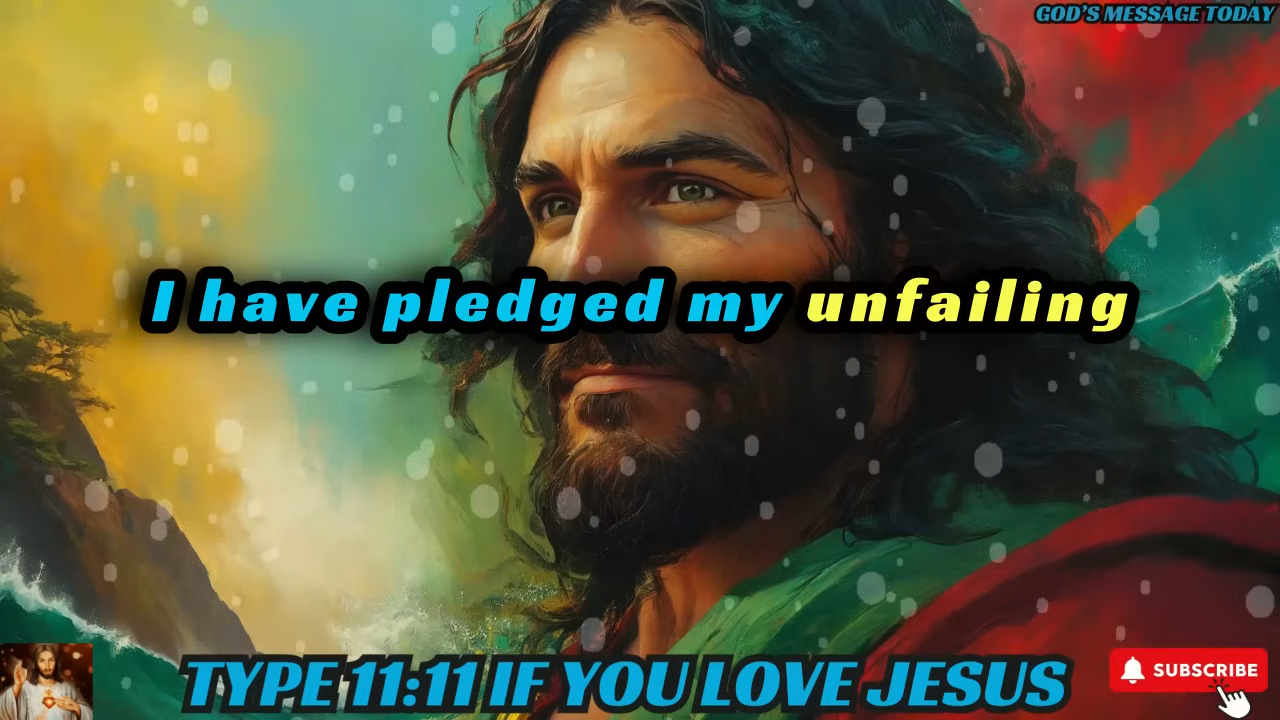 GOD'S MESSAGE TODAY
I have pledged my unfailing
TYPE 11:11 IF YOU LOVE JESUS
SUBSCRIBE